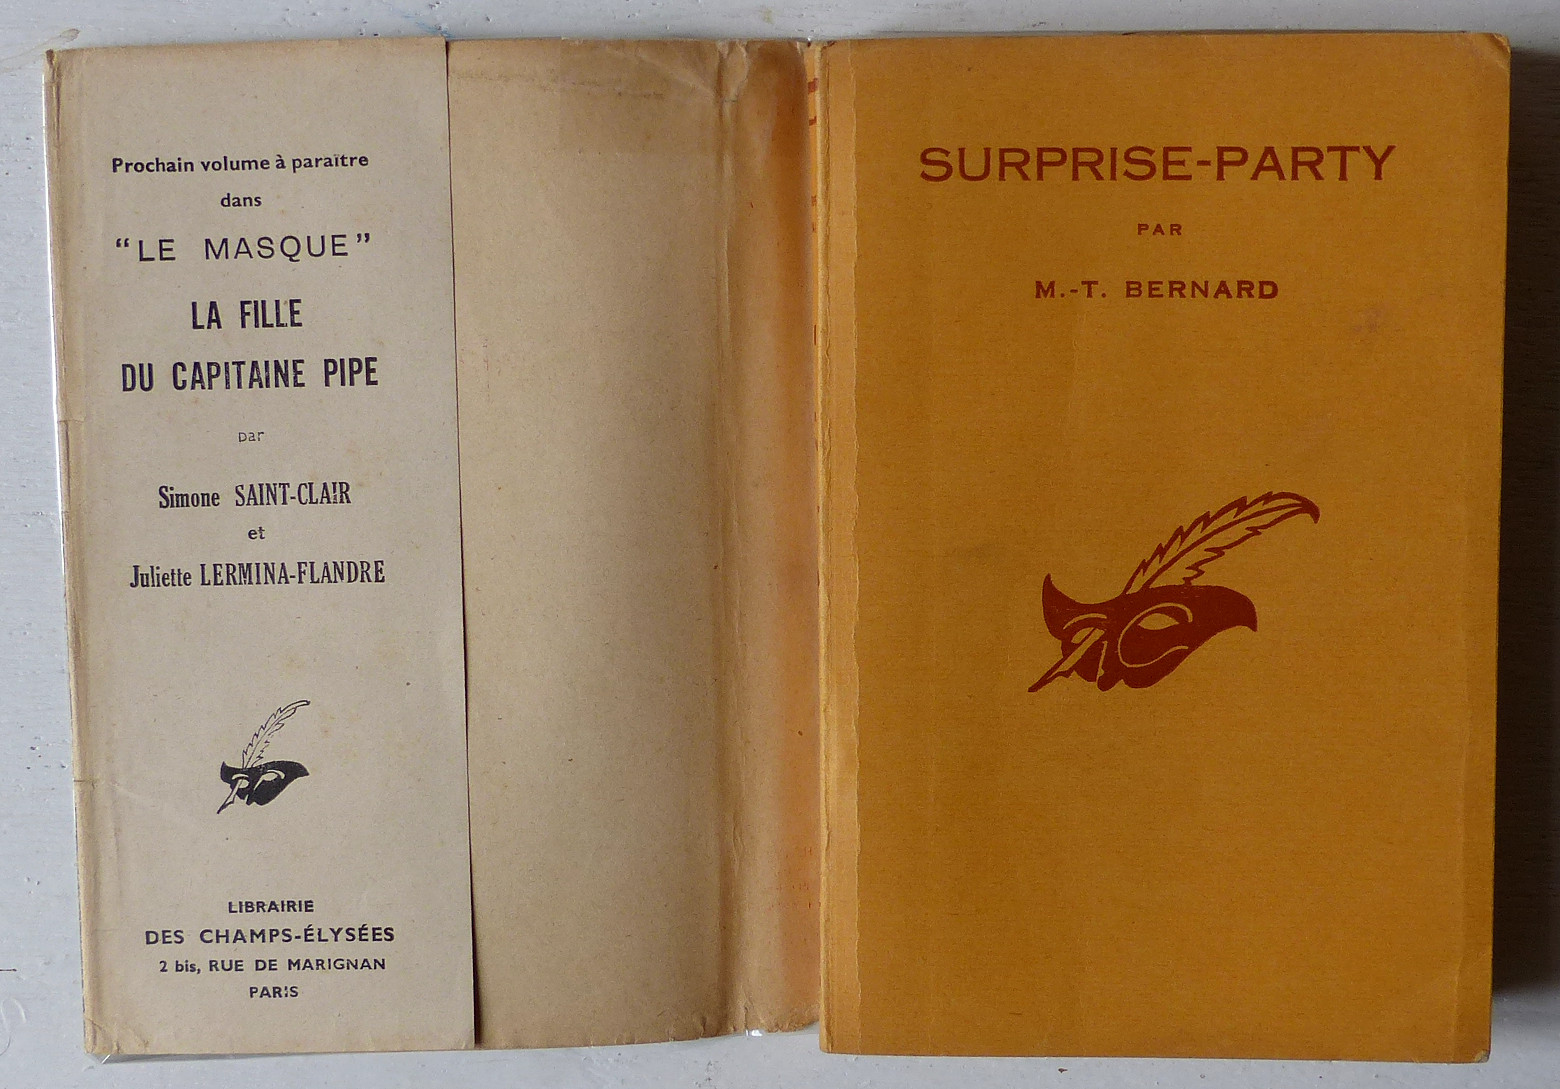 Prochain volume à paraître
dans
“LE MASQUE”
LA FILLE
DU CAPITAINE PIPE
par
Simone SAINT-CLAIR
et
Juliette LERMINA-FLANDRE
LIBRAIRIE
DES CHAMPS-ÉLYSÉES
2 bis, RUE DE MARIGNAN
PARIS
SURPRISE-PARTY
PAR
M.-T. BERNARD